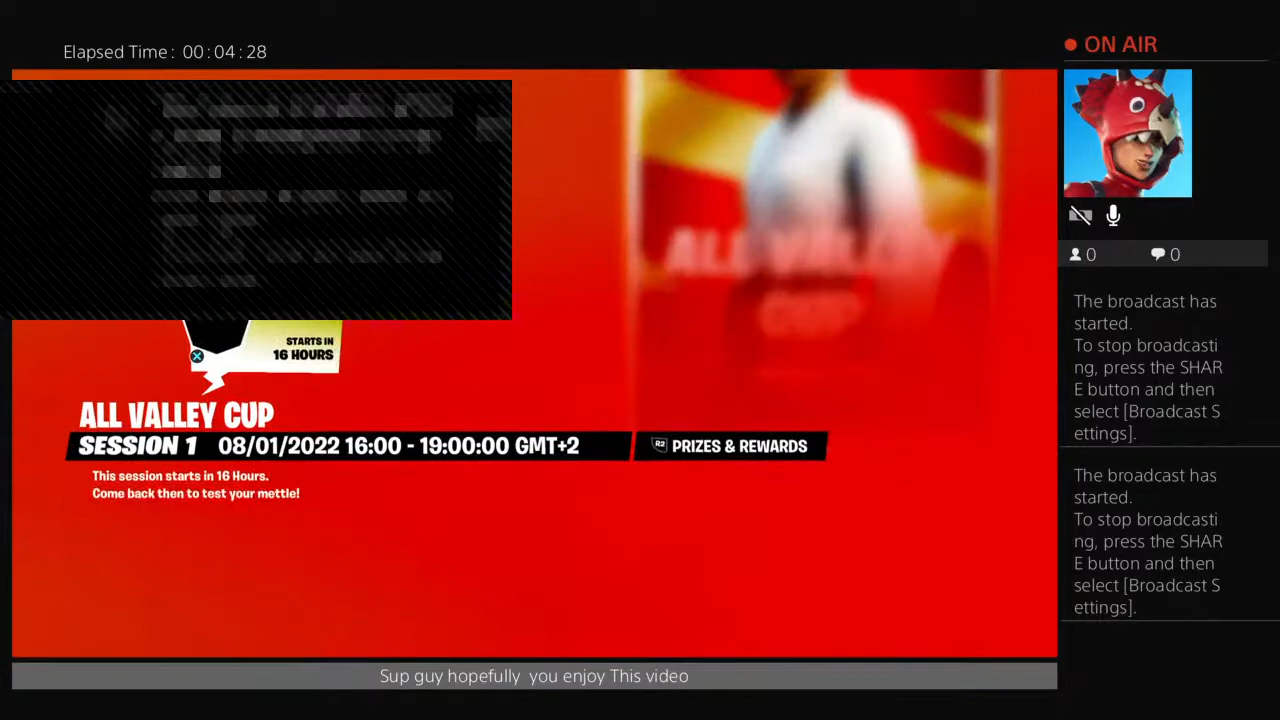 Elapsed Time: 00:04:28
ON AIR
0 0
ALL VALLEY
CUP
STARTS IN
16 HOURS
ALL VALLEY CUP
SESSION 1 08/01/2022 16:00 - 19:00:00 GMT+2
R2 PRIZES & REWARDS
This session starts in 16 Hours.
Come back then to test your mettle!
The broadcast has
started.
To stop broadcasti
ng, press the SHAR
E button and then
select [Broadcast S
ettings].
The broadcast has
started.
To stop broadcasti
ng, press the SHAR
E button and then
select [Broadcast S
ettings].
Sup guy hopefully you enjoy This video